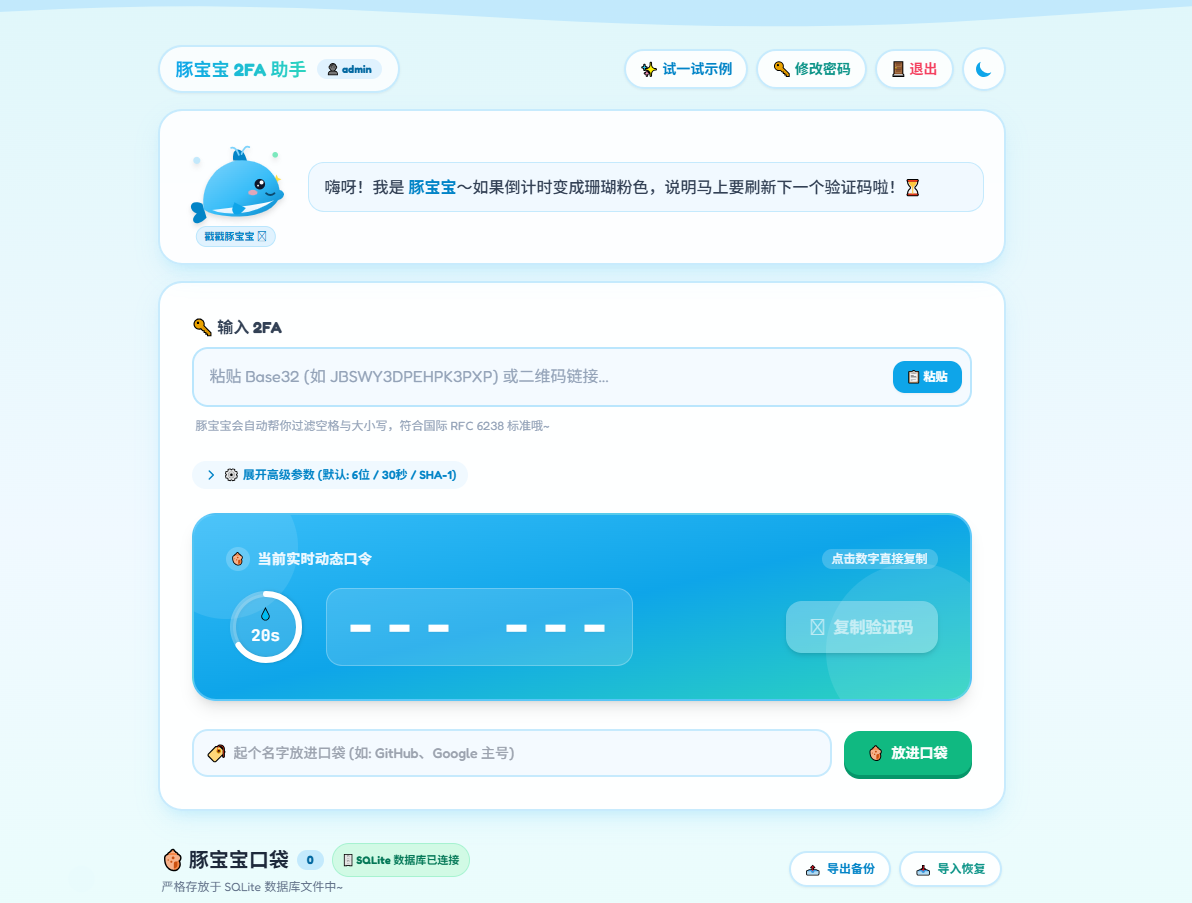 豚宝宝 2FA 助手
admin
试一试示例
修改密码
退出
嗨呀！我是 豚宝宝～如果倒计时变成珊瑚粉色，说明马上要刷新下一个验证码啦！
戳戳豚宝宝
输入 2FA
粘贴 Base32 (如 JBSWY3DPEHPK3PXP) 或二维码链接...
粘贴
豚宝宝会自动帮你过滤空格与大小写，符合国际 RFC 6238 标准哦~
展开高级参数 (默认: 6位 / 30秒 / SHA-1)
当前实时动态口令
点击数字直接复制
20s
--- ---
复制验证码
起个名字放进口袋 (如: GitHub、Google 主号)
放进口袋
豚宝宝口袋
0
SQLite 数据库已连接
导出备份
导入恢复
严格存放于 SQLite 数据库文件中~